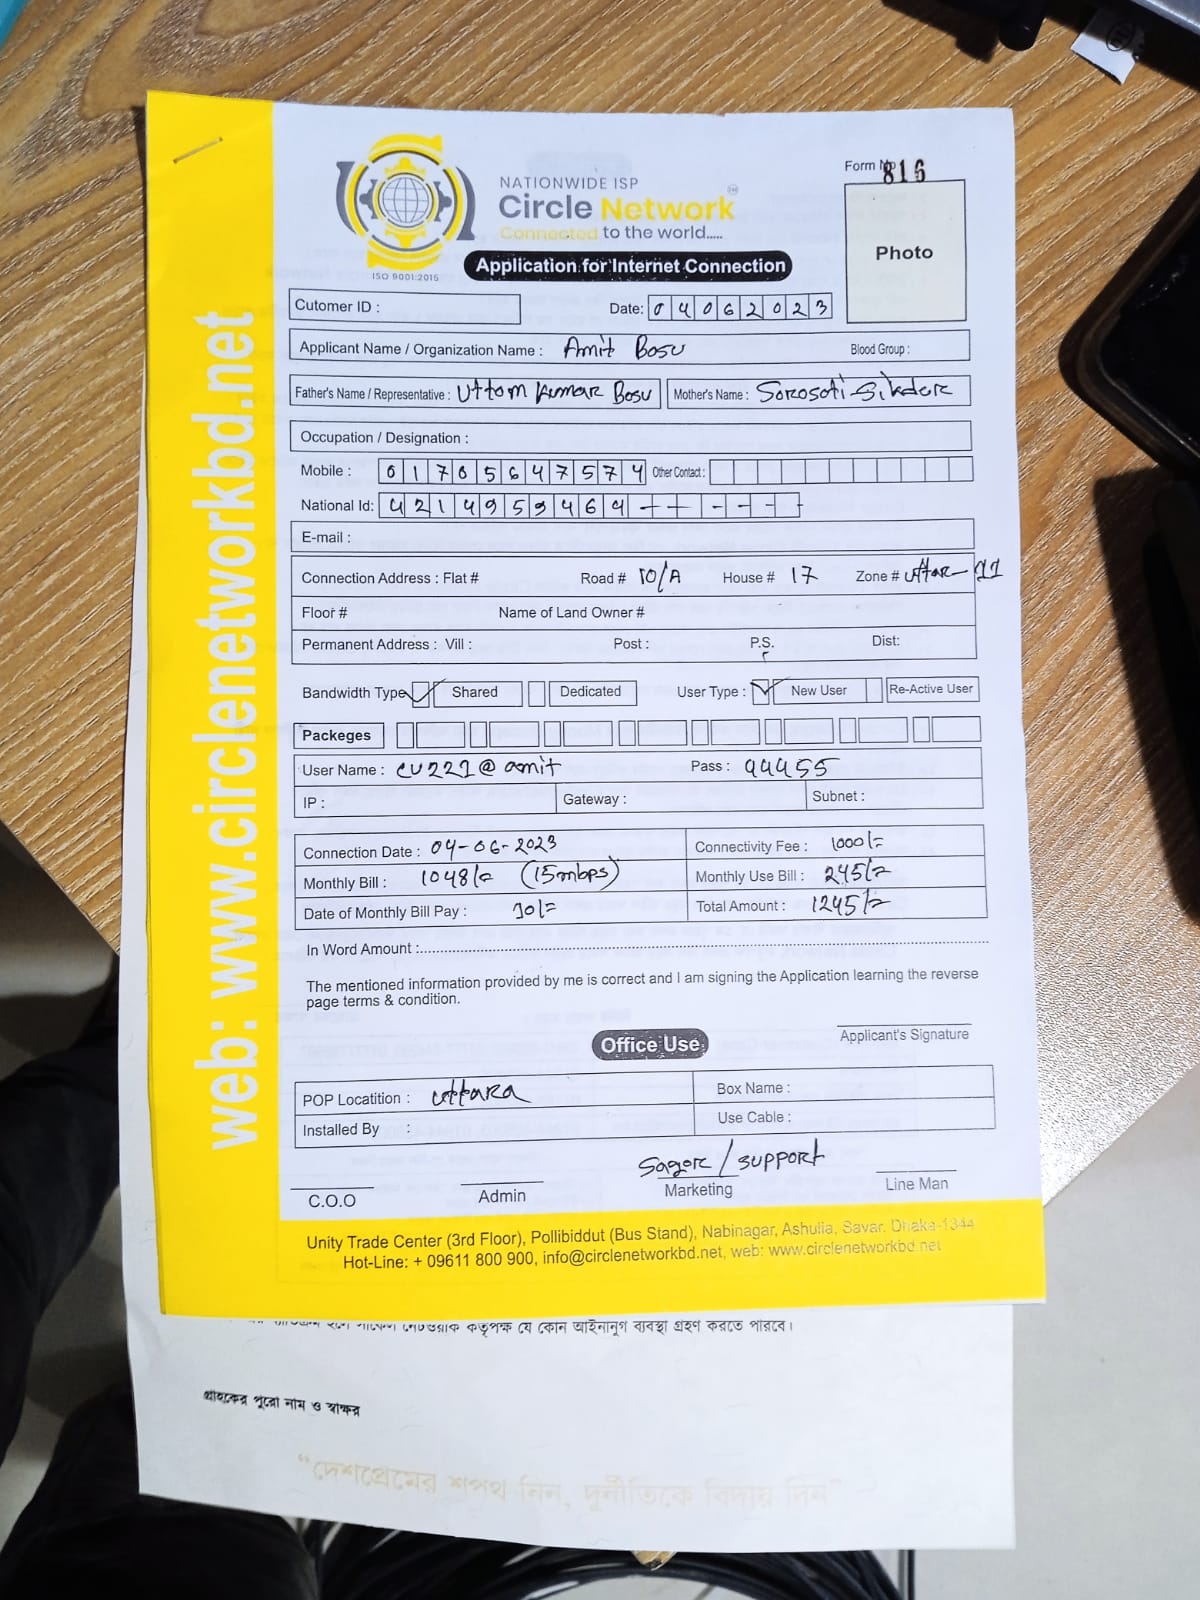 Form No 816
NATIONWIDE ISP
Circle Network
Connected to the world.....
ISO 9001:2015
Application for Internet Connection
Photo
Cutomer ID :
Date: 04062023
Applicant Name / Organization Name : Amit Bosu Blood Group :
Father's Name / Representative : Uttom Kumar Bosu Mother's Name : Sorosoti Sikder
Occupation / Designation :
Mobile : 01705647574 Other Contact :
National Id: 4214959464
E-mail :
Connection Address : Flat # Road # 10/A House # 17 Zone # Uttar-11
Floor # Name of Land Owner #
Permanent Address : Vill : Post : P.S. Dist:
Bandwidth Type Shared Dedicated User Type : New User Re-Active User
Packeges
User Name : CU221@amit Pass : 44455
IP : Gateway : Subnet :
Connection Date : 04-06-2023 Connectivity Fee : 1000/=
Monthly Bill : 1048/= (15mbps) Monthly Use Bill : 245/=
Date of Monthly Bill Pay : 10/= Total Amount : 1245/=
In Word Amount :
The mentioned information provided by me is correct and I am signing the Application learning the reverse
page terms & condition.
Applicant's Signature
Office Use
POP Locatition : Uttara Box Name :
Installed By : Use Cable :
Sagor / support
C.O.O Admin Marketing Line Man
Unity Trade Center (3rd Floor), Pollibiddut (Bus Stand), Nabinagar, Ashulia, Savar, Dhaka-1344
Hot-Line: + 09611 800 900, info@circlenetworkbd.net, web: www.circlenetworkbd.net
web: www.circlenetworkbd.net
হলে সার্কেল নেটওয়ার্ক কর্তৃপক্ষ যে কোন আইনানুগ ব্যবস্থা গ্রহণ করতে পারবে।
গ্রাহকের পুরো নাম ও স্বাক্ষর
“দেশপ্রেমের শপথ নিন, দুর্নীতিকে বিদায় দিন”